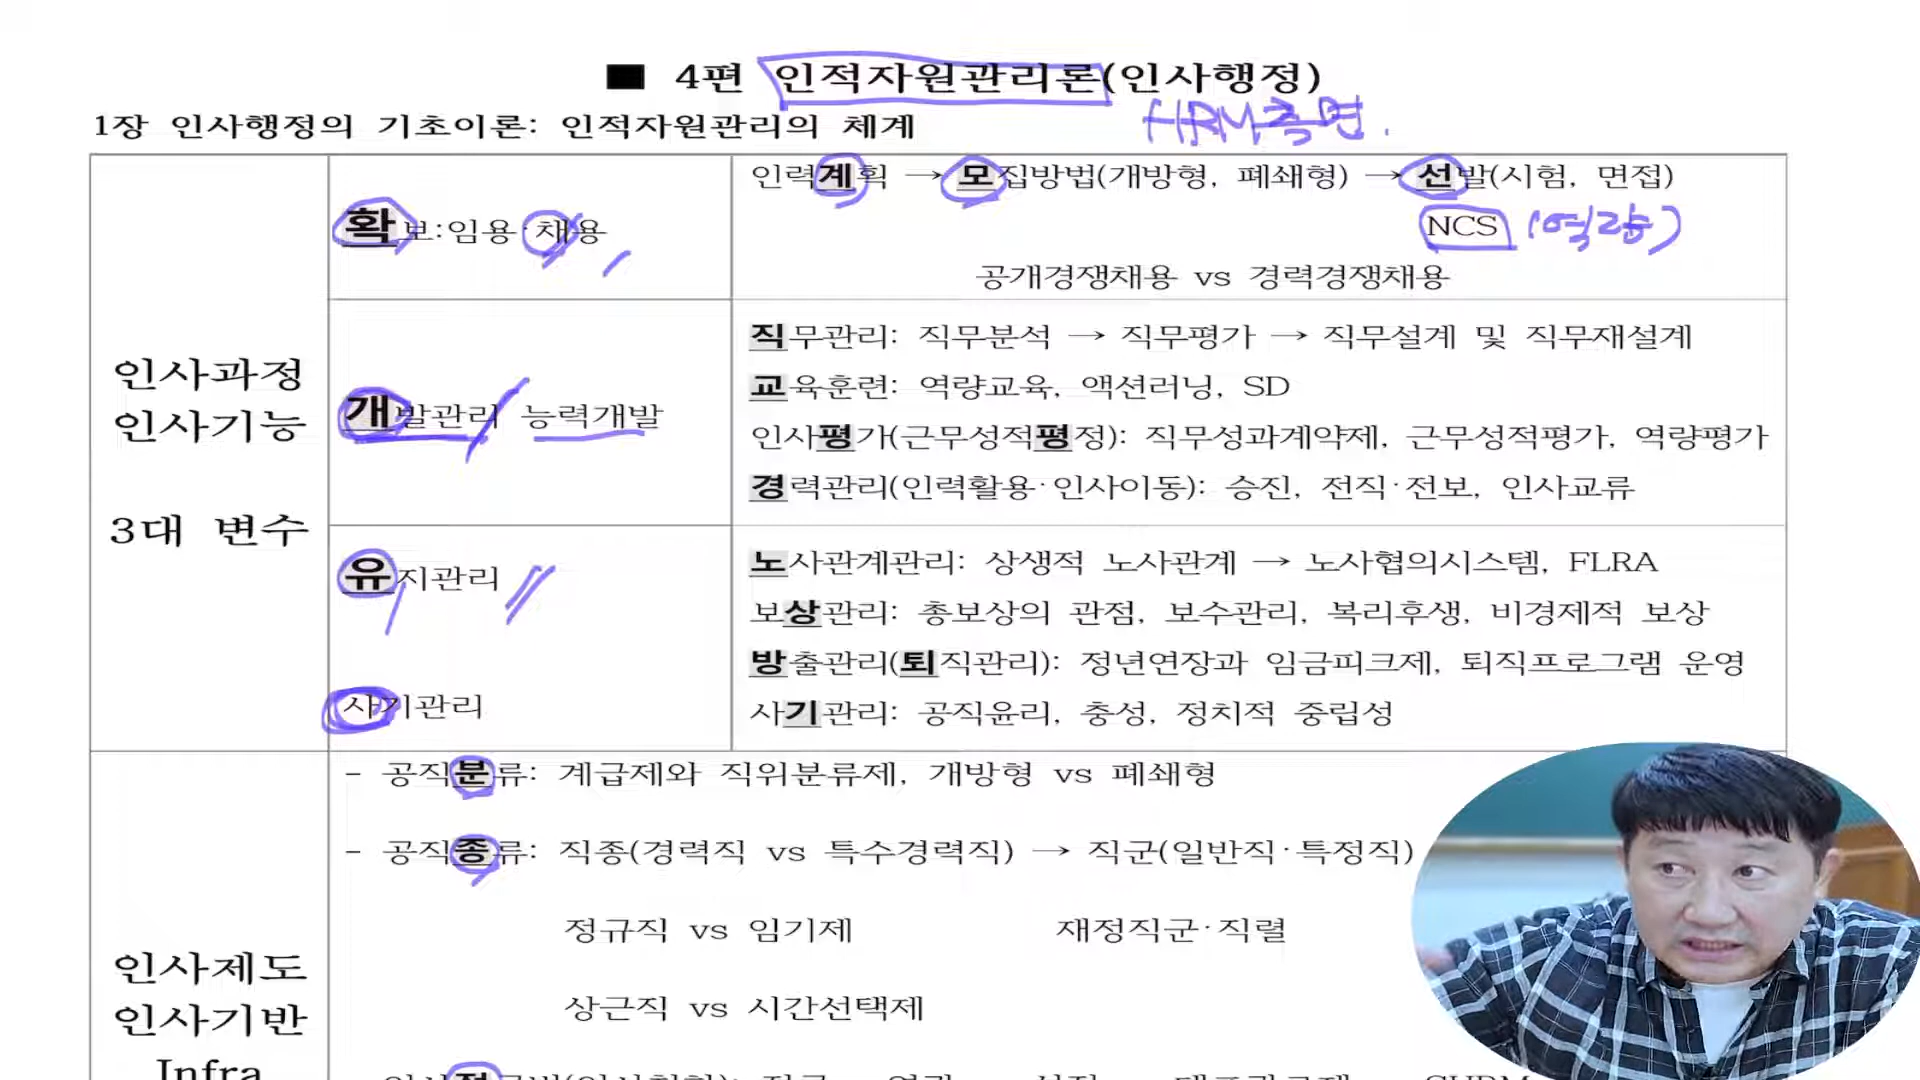 ■ 4편 인적자원관리론(인사행정)
HRM측면.
1장 인사행정의 기초이론: 인적자원관리의 체계
인사과정
인사기능
3대 변수
확보:임용·채용
인력계획 → 모집방법(개방형, 폐쇄형) → 선발(시험, 면접)
NCS (역량)
공개경쟁채용 vs 경력경쟁채용
개발관리 능력개발
직무관리: 직무분석 → 직무평가 → 직무설계 및 직무재설계
교육훈련: 역량교육, 액션러닝, SD
인사평가(근무성적평정): 직무성과계약제, 근무성적평가, 역량평가
경력관리(인력활용·인사이동): 승진, 전직·전보, 인사교류
유지관리
사기관리
노사관계관리: 상생적 노사관계 → 노사협의시스템, FLRA
보상관리: 총보상의 관점, 보수관리, 복리후생, 비경제적 보상
방출관리(퇴직관리): 정년연장과 임금피크제, 퇴직프로그램 운영
사기관리: 공직윤리, 충성, 정치적 중립성
인사제도
인사기반
Infra
- 공직분류: 계급제와 직위분류제, 개방형 vs 폐쇄형
- 공직종류: 직종(경력직 vs 특수경력직) → 직군(일반직·특정직)
정규직 vs 임기제 재정직군·직렬
상근직 vs 시간선택제